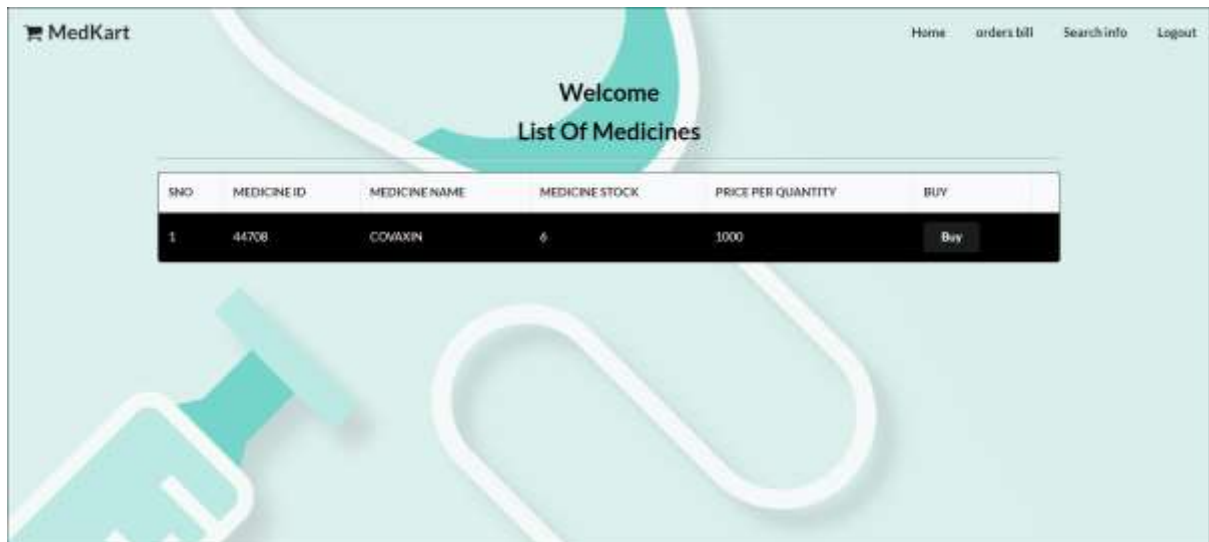 MedKart Home orders bill Search info Logout
Welcome
List Of Medicines
SNO MEDICINE ID MEDICINE NAME MEDICINE STOCK PRICE PER QUANTITY BUY
1 44708 COVAXIN 6 1000 Buy